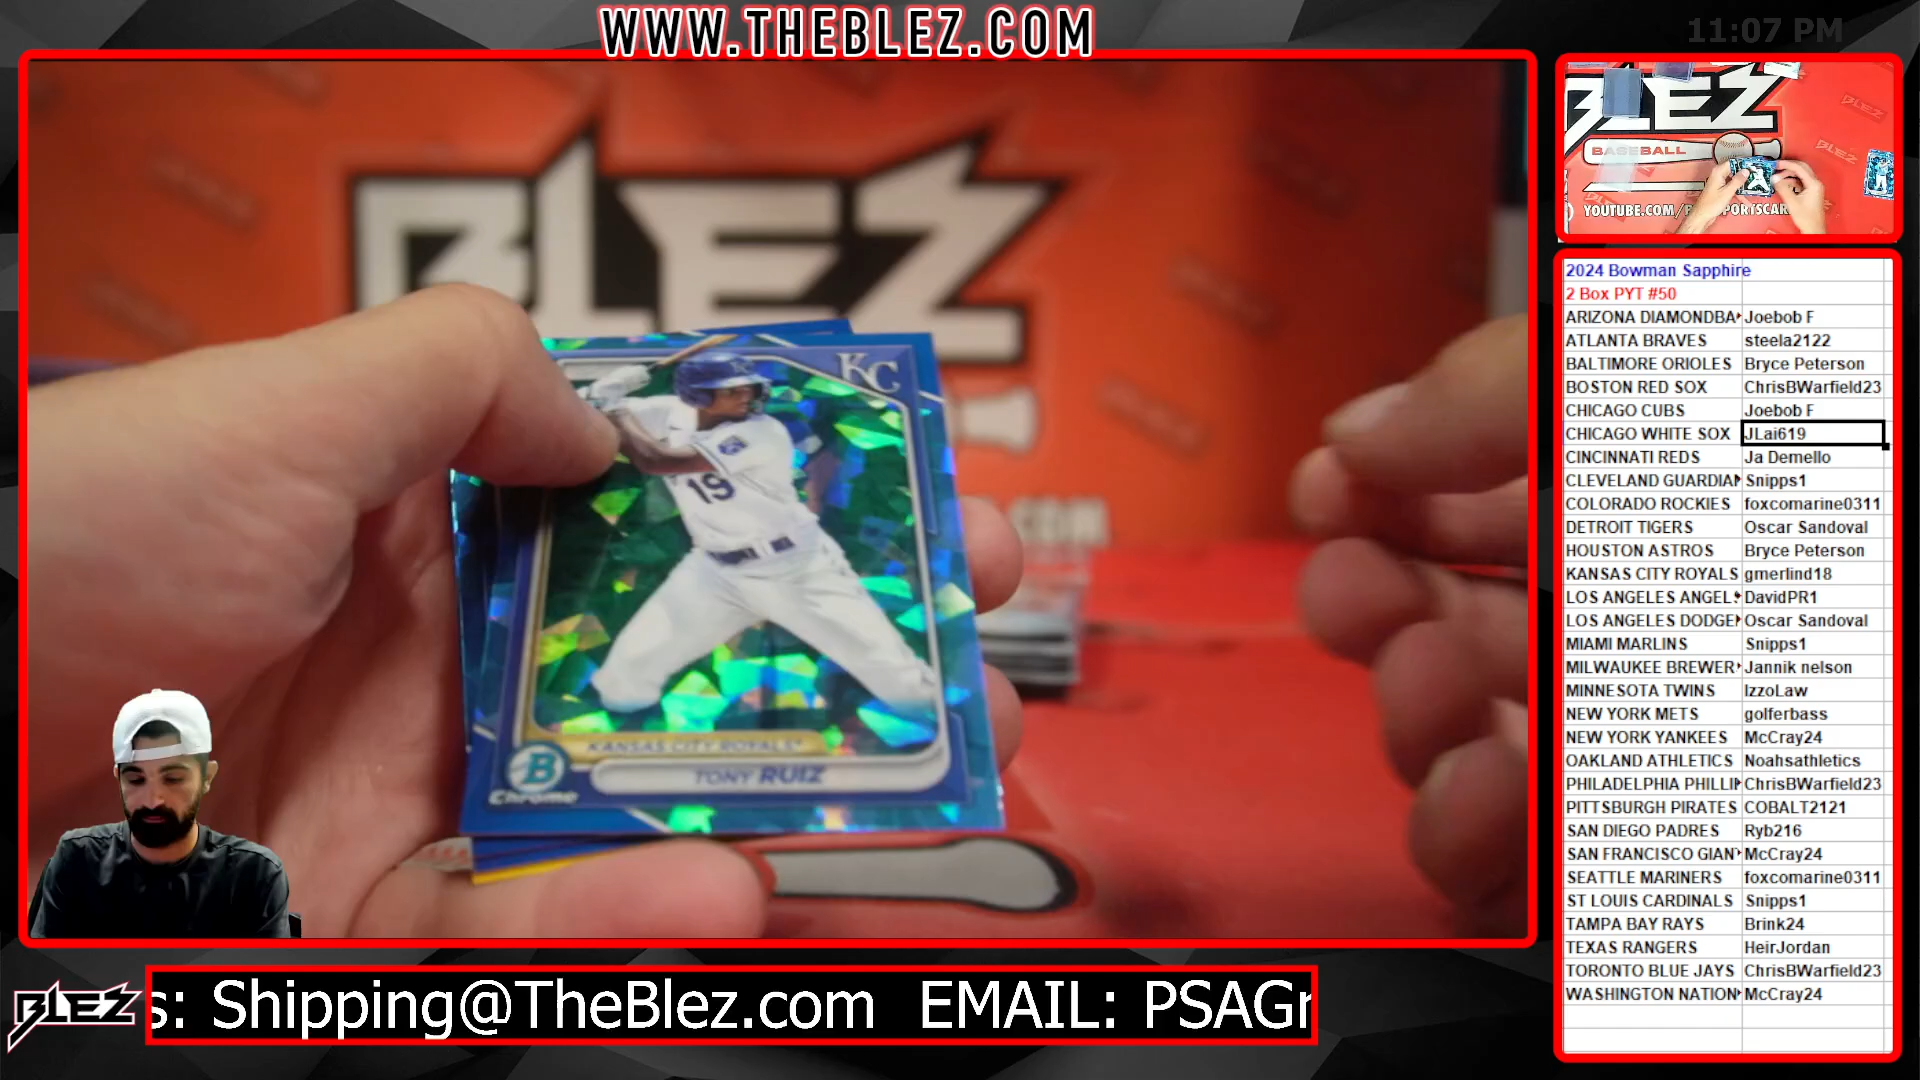 WWW.THEBLEZ.COM
11:07 PM
BLEZ
KC
19
KANSAS CITY ROYALS
TONY RUIZ
B
Chrome
BLEZ
BASEBALL
BLEZ
BLEZ
YOUTUBE.COM/
2024 Bowman Sapphire
2 Box PYT #50
ARIZONA DIAMONDBA Joebob F
ATLANTA BRAVES steela2122
BALTIMORE ORIOLES Bryce Peterson
BOSTON RED SOX ChrisBWarfield23
CHICAGO CUBS Joebob F
CHICAGO WHITE SOX JLai619
CINCINNATI REDS Ja Demello
CLEVELAND GUARDIAN Snipps1
COLORADO ROCKIES foxcomarine0311
DETROIT TIGERS Oscar Sandoval
HOUSTON ASTROS Bryce Peterson
KANSAS CITY ROYALS gmerlind18
LOS ANGELES ANGELS DavidPR1
LOS ANGELES DODGE Oscar Sandoval
MIAMI MARLINS Snipps1
MILWAUKEE BREWER Jannik nelson
MINNESOTA TWINS IzzoLaw
NEW YORK METS golferbass
NEW YORK YANKEES McCray24
OAKLAND ATHLETICS Noahsathletics
PHILADELPHIA PHILLI ChrisBWarfield23
PITTSBURGH PIRATES COBALT2121
SAN DIEGO PADRES Ryb216
SAN FRANCISCO GIAN McCray24
SEATTLE MARINERS foxcomarine0311
ST LOUIS CARDINALS Snipps1
TAMPA BAY RAYS Brink24
TEXAS RANGERS HeirJordan
TORONTO BLUE JAYS ChrisBWarfield23
WASHINGTON NATION McCray24
BLEZ
s: Shipping@TheBlez.com EMAIL: PSAGr